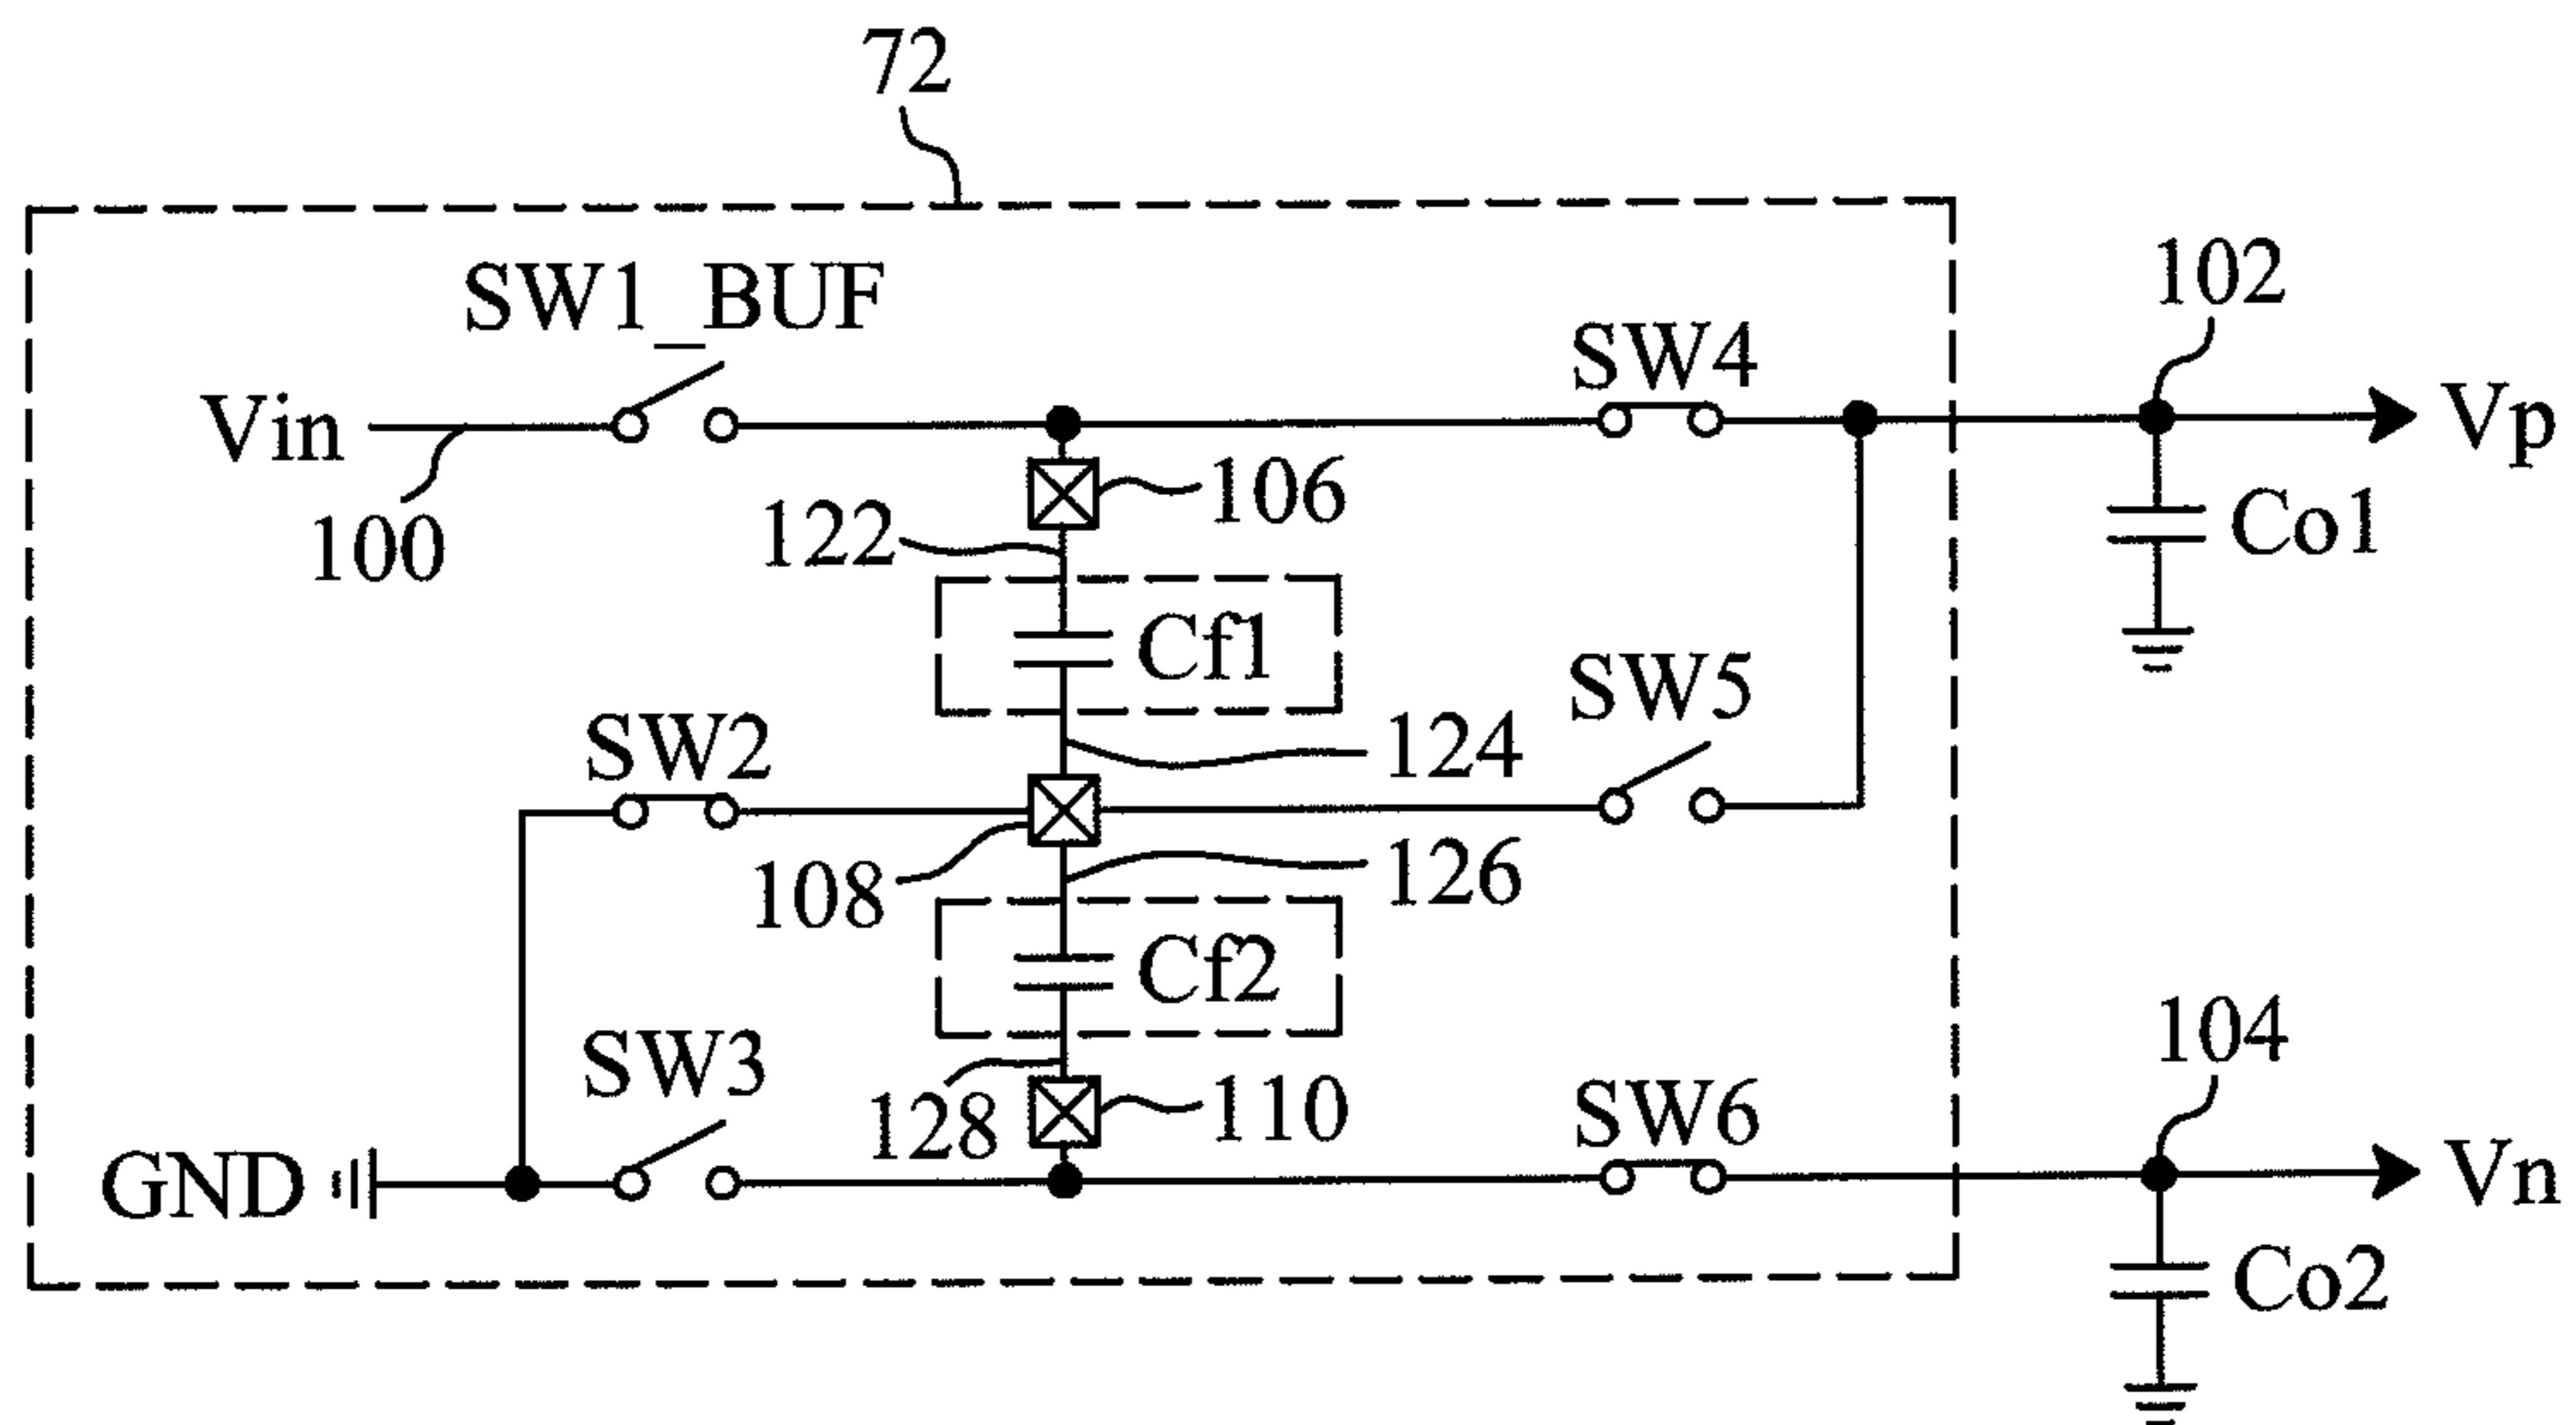 72
SW1_BUF
102
SW4
Vin
Vp
106
122
100
Co1
Cf1
SW5
SW2
124
108
126
Cf2
104
SW3
SW6
128
110
GND
Vn
Co2